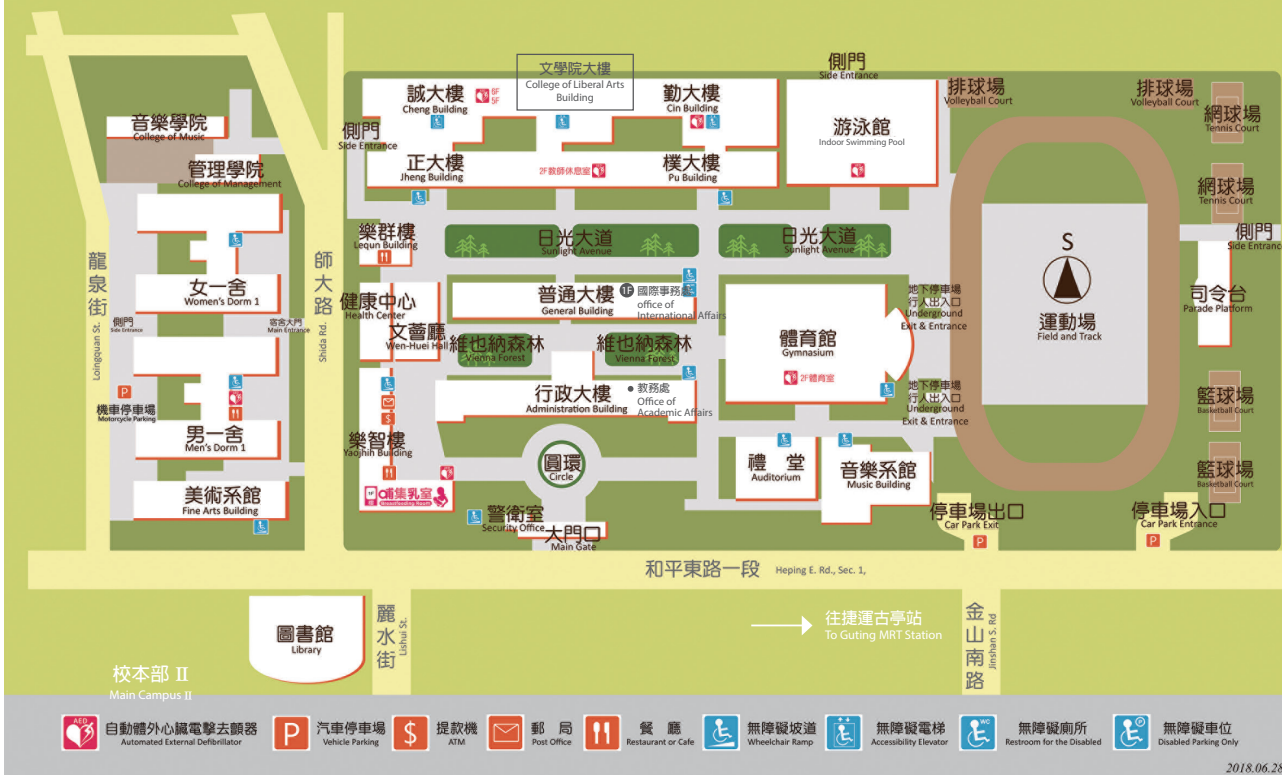 文學院大樓
College of Liberal Arts
Building
誠大樓
Cheng Building
6F
5F
勤大樓
Cin Building
側門
Side Entrance
排球場
Volleyball Court
排球場
Volleyball Court
網球場
Tennis Court
音樂學院
College of Music
側門
Side Entrance
游泳館
Indoor Swimming Pool
管理學院
College of Management
正大樓
Jheng Building
2F教師休息室
樸大樓
Pu Building
網球場
Tennis Court
樂群樓
Lequn Building
日光大道
Sunlight Avenue
日光大道
Sunlight Avenue
側門
Side Entrance
S
龍泉街
Loingquan St.
師大路
Shida Rd.
女一舍
Women's Dorm 1
健康中心
Health Center
普通大樓
General Building
1F 國際事務處
office of
International Affairs
地下停車場
行人出入口
Underground
Exit & Entrance
司令台
Parade Platform
側門
Side Entrance
宿舍大門
Main Entrance
文薈廳
Wen-Huei Hall
維也納森林
Vienna Forest
維也納森林
Vienna Forest
體育館
Gymnasium
2F體育室
運動場
Field and Track
P
機車停車場
Motorcycle Parking
行政大樓
Administration Building
教務處
Office of
Academic Affairs
地下停車場
行人出入口
Underground
Exit & Entrance
籃球場
Basketball Court
$
男一舍
Men's Dorm 1
樂智樓
Yaojhih Building
圓環
Circle
禮 堂
Auditorium
音樂系館
Music Building
籃球場
Basketball Court
美術系館
Fine Arts Building
哺集乳室
Breastfeeding Room
警衛室
Security Office
大門口
Main Gate
停車場出口
Car Park Exit
P
停車場入口
Car Park Entrance
P
和平東路一段 Heping E. Rd., Sec. 1,
圖書館
Library
麗水街
Lishui St.
往捷運古亭站
To Guting MRT Station
金山南路
Jinshan S. Rd
校本部 II
Main Campus II
AED
自動體外心臟電擊去顫器
Automated External Defibrillator
P
汽車停車場
Vehicle Parking
$
提款機
ATM
郵 局
Post Office
餐 廳
Restaurant or Cafe
無障礙坡道
Wheelchair Ramp
無障礙電梯
Accessibility Elevator
WC
無障礙廁所
Restroom for the Disabled
P
無障礙車位
Disabled Parking Only
2018.06.28